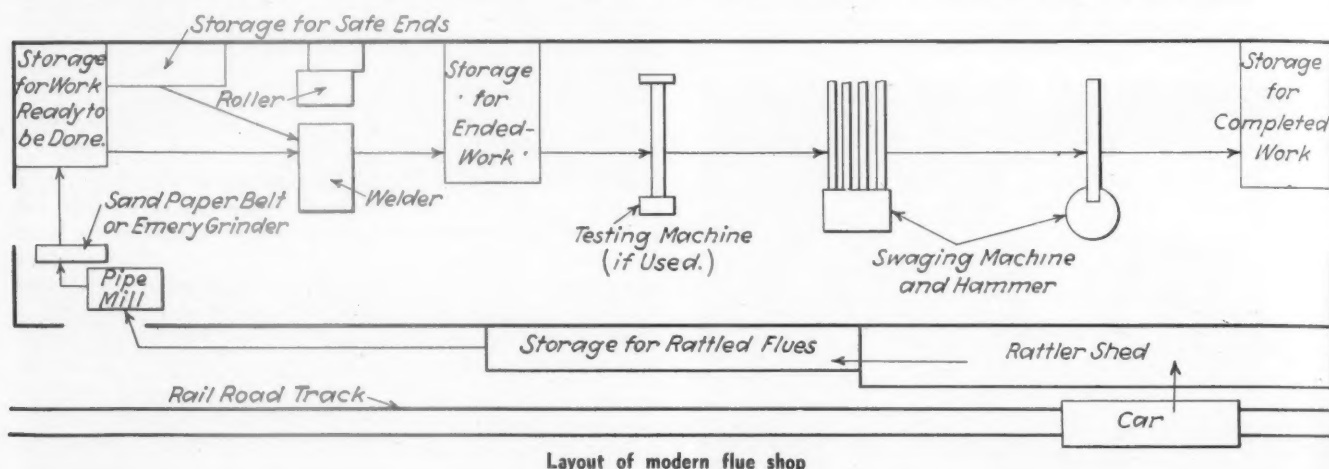 Storage for Safe Ends
Storage
for Work
Ready to
be Done.
Roller
Storage
for
Ended-
Work
Storage
for
Completed
Work
Welder
Sand Paper Belt
or Emery Grinder
Testing Machine
(if Used.)
Swaging Machine
and Hammer
Pipe
Mill
Storage for Rattled Flues
Rattler Shed
Rail Road Track
Car
Layout of modern flue shop